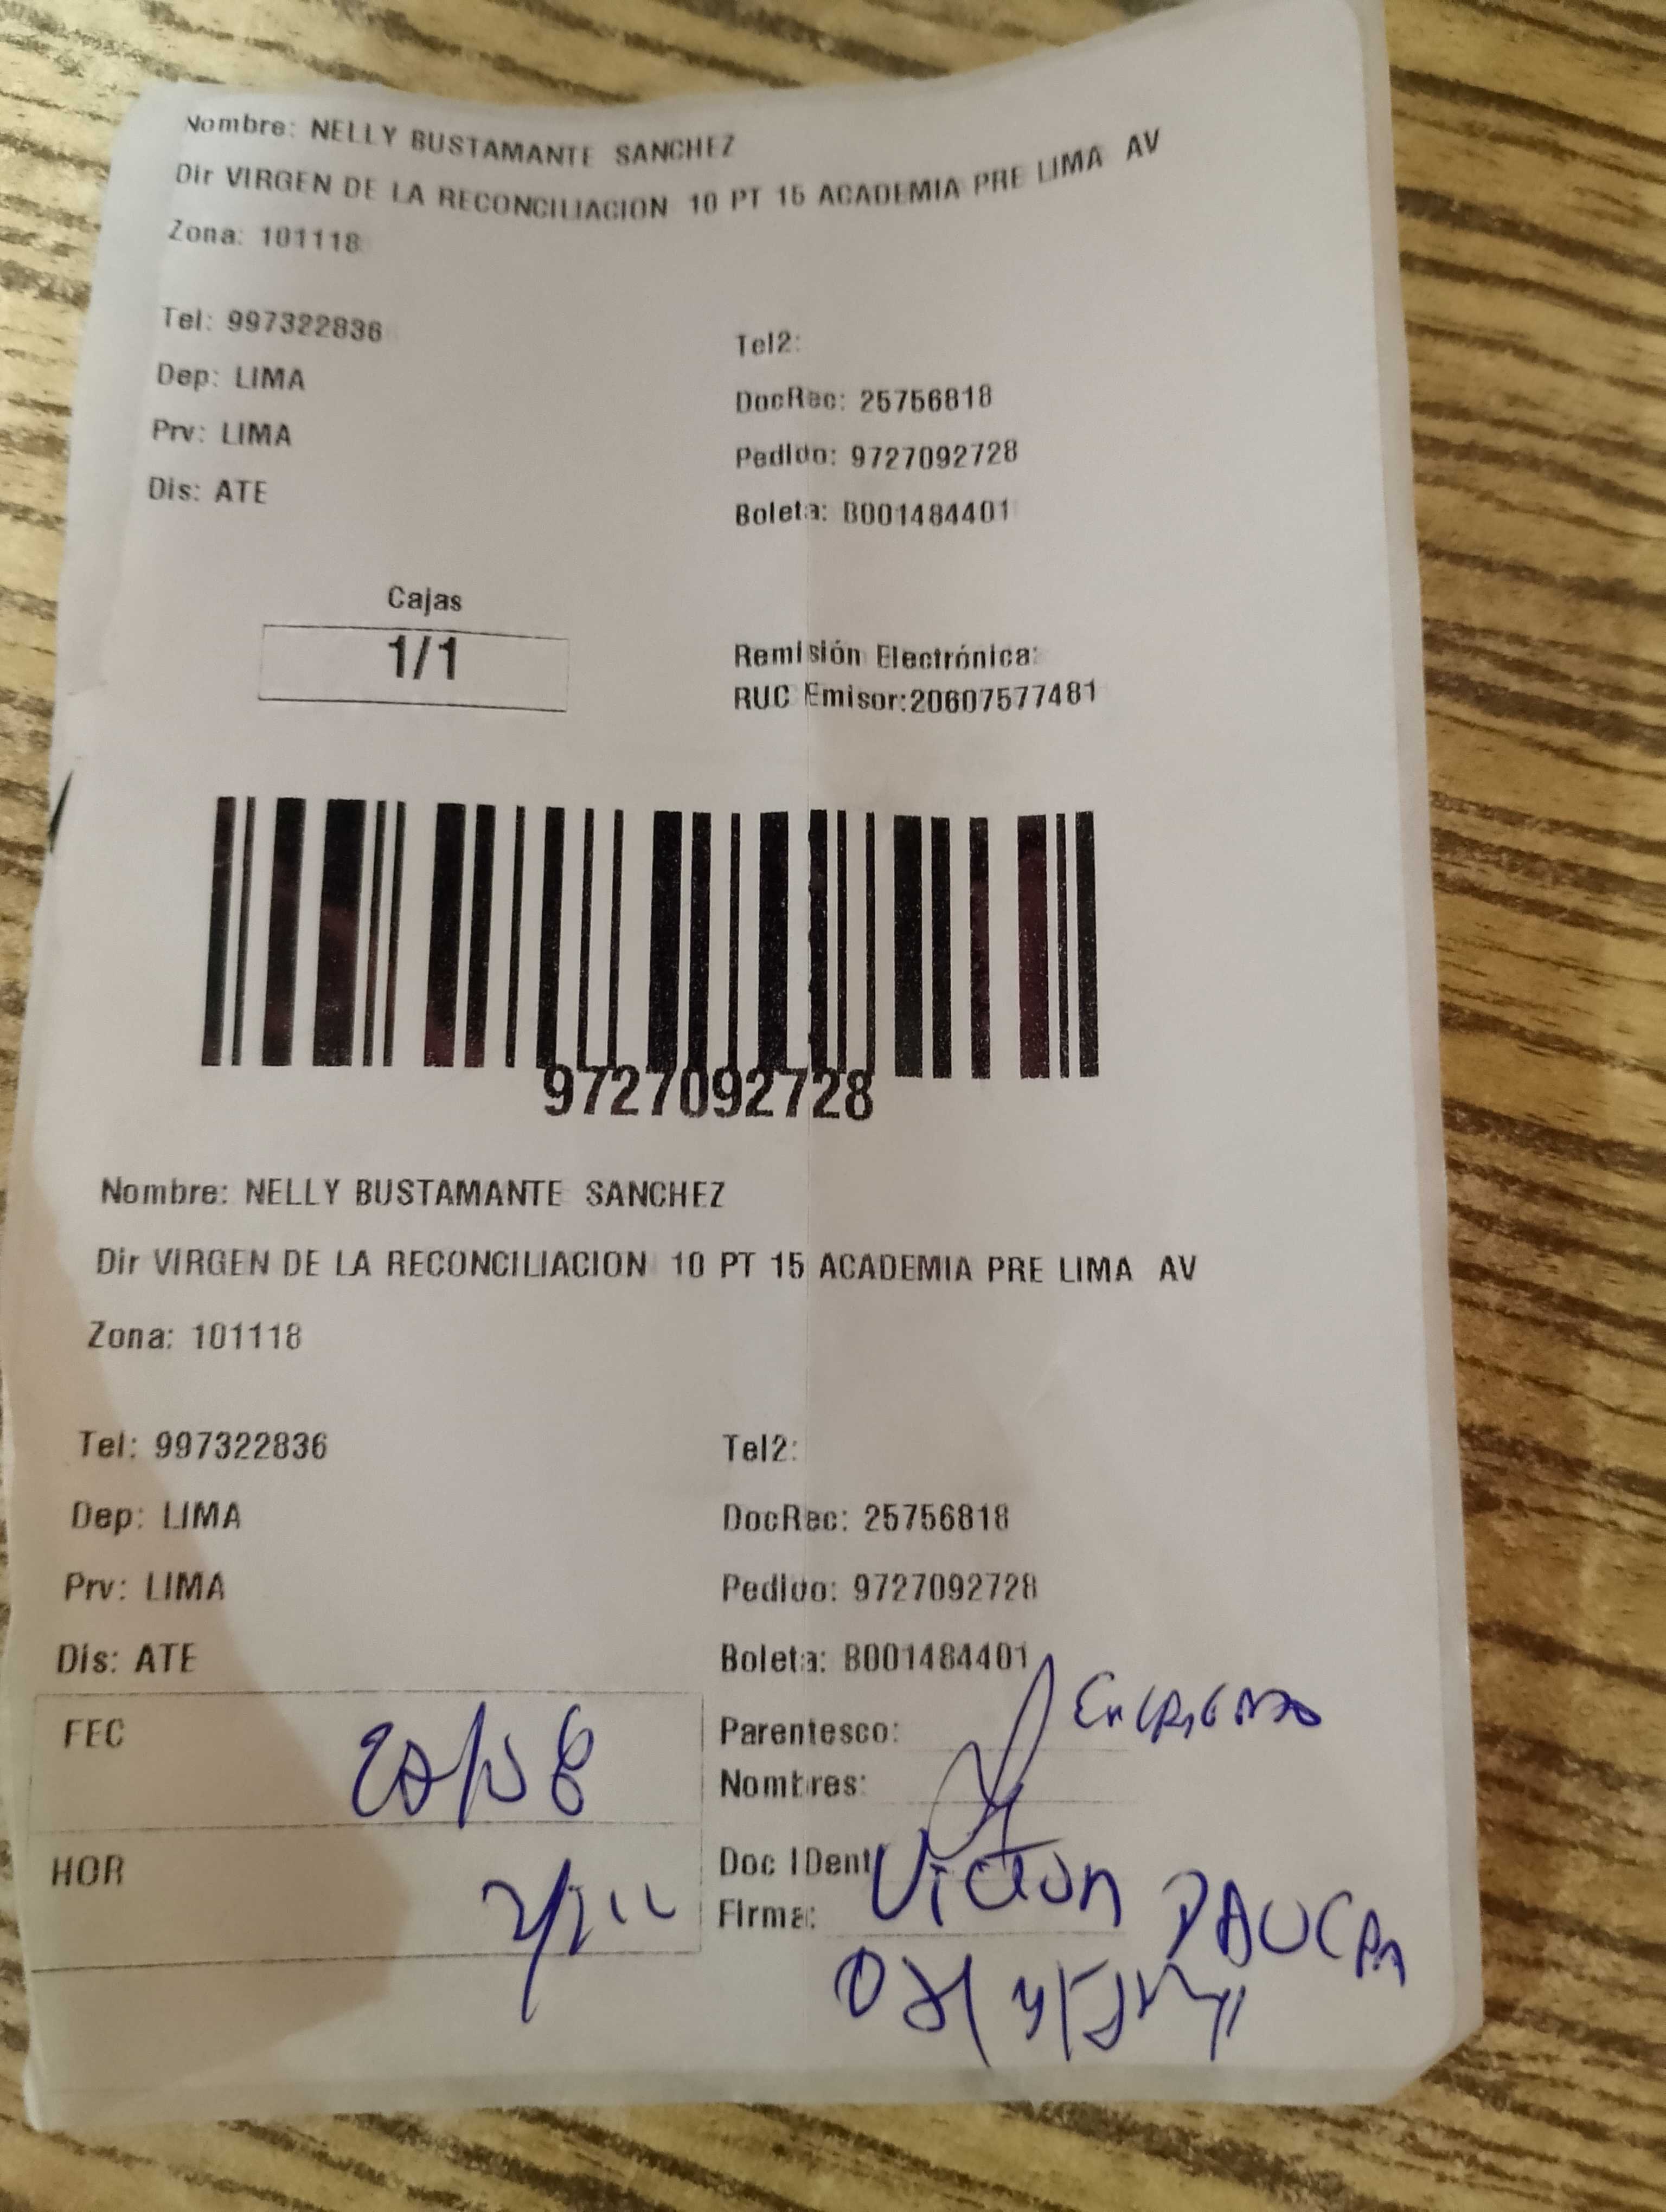 Nombre: NELLY BUSTAMANTE SANCHEZ
Dir VIRGEN DE LA RECONCILIACION 10 PT 15 ACADEMIA PRE LIMA AV
Zona: 101118
Tel: 997322836
Tel2:
Dep: LIMA
DocRec: 25756818
Prv: LIMA
Pedido: 9727092728
Dis: ATE
Boleta: B001484401
Cajas
1/1
Remisión Electrónica:
RUC Emisor:20607577481
9727092728
Nombre: NELLY BUSTAMANTE SANCHEZ
Dir VIRGEN DE LA RECONCILIACION 10 PT 15 ACADEMIA PRE LIMA AV
Zona: 101118
Tel: 997322836
Tel2:
Dep: LIMA
DocRec: 25756818
Prv: LIMA
Pedido: 9727092728
Dis: ATE
Boleta: B001484401
FEC
Parentesco:
Nombres:
HOR
Doc IDent
Firma: Victor